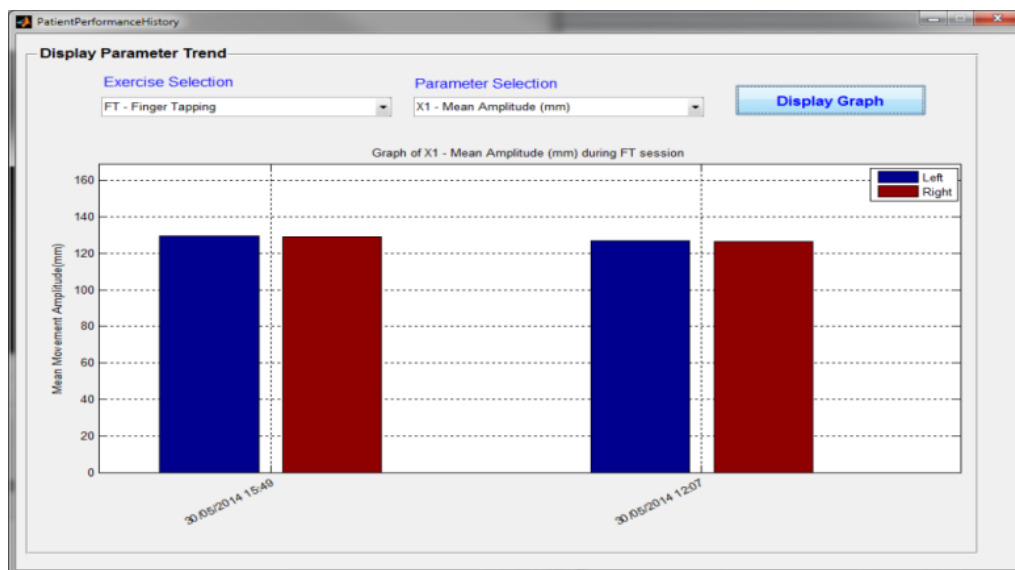 PatientPerformanceHistory
Display Parameter Trend
Exercise Selection
Parameter Selection
FT - Finger Tapping
X1 - Mean Amplitude (mm)
Display Graph
Graph of X1 - Mean Amplitude (mm) during FT session
Left
Right
Mean Movement Amplitude(mm)
160
140
120
100
80
60
40
20
0
30/05/2014 15:49
30/05/2014 12:07